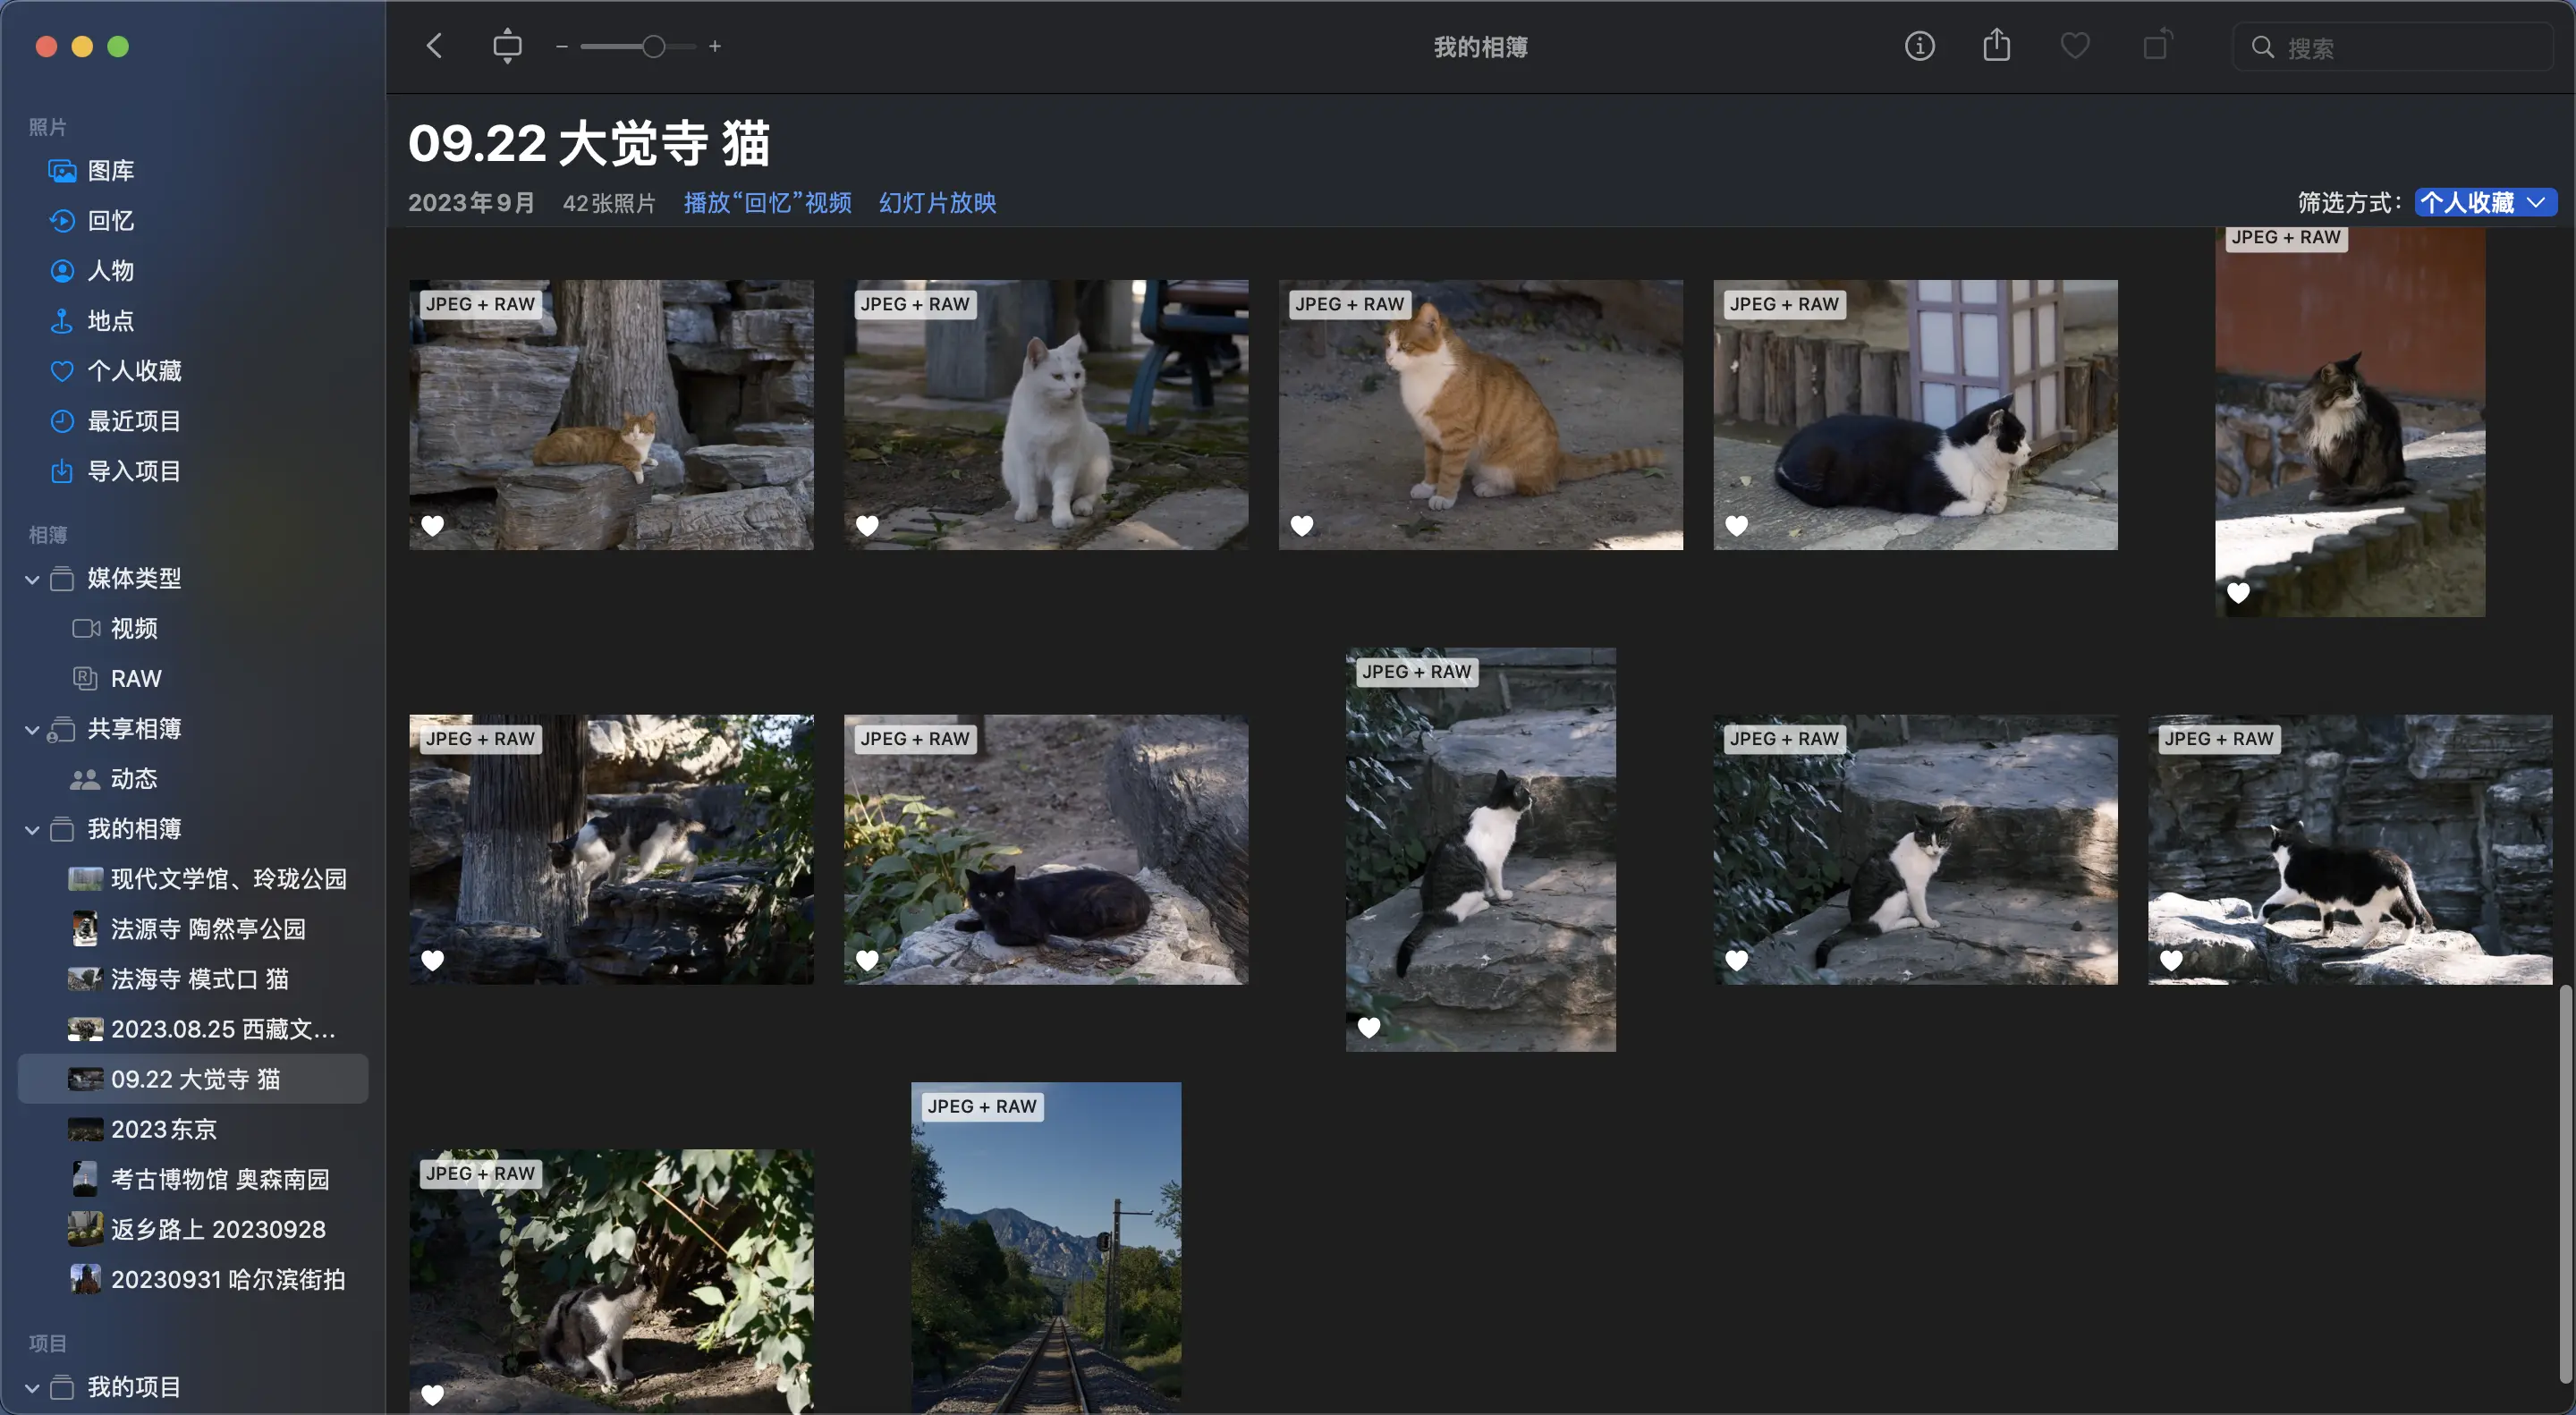 我的相簿
搜索
照片
图库
回忆
人物
地点
个人收藏
最近项目
导入项目
相簿
媒体类型
视频
RAW
共享相簿
动态
我的相簿
现代文学馆、玲珑公园
法源寺 陶然亭公园
法海寺 模式口 猫
2023.08.25 西藏文...
09.22 大觉寺 猫
2023东京
考古博物馆 奥森南园
返乡路上 20230928
20230931 哈尔滨街拍
项目
我的项目
09.22 大觉寺 猫
2023年9月 42张照片 播放“回忆”视频 幻灯片放映
筛选方式: 个人收藏
JPEG + RAW
JPEG + RAW
JPEG + RAW
JPEG + RAW
JPEG + RAW
JPEG + RAW
JPEG + RAW
JPEG + RAW
JPEG + RAW
JPEG + RAW
JPEG + RAW
JPEG + RAW